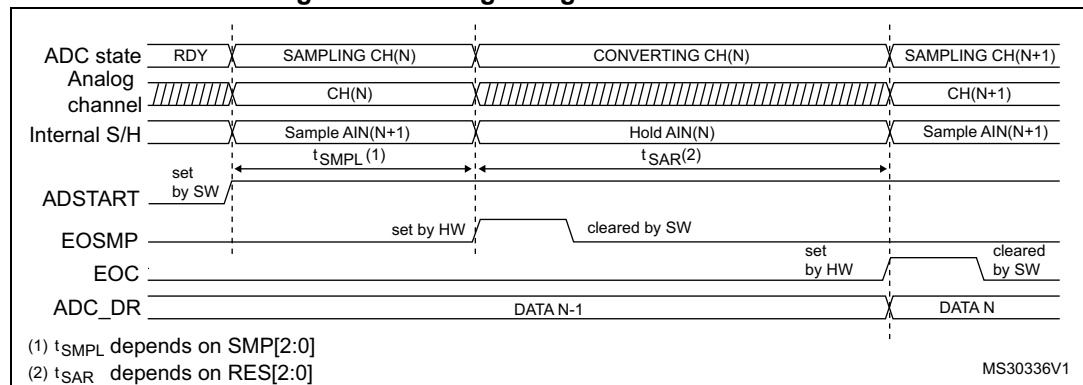 ADC state RDY SAMPLING CH(N) CONVERTING CH(N) SAMPLING CH(N+1)
Analog channel CH(N) CH(N+1)
Internal S/H Sample AIN(N+1) Hold AIN(N) Sample AIN(N+1)
tSMPL(1) tSAR(2)
set by SW
ADSTART
set by HW cleared by SW
EOSMP
set by HW cleared by SW
EOC
ADC_DR DATA N-1 DATA N
(1) tSMPL depends on SMP[2:0]
(2) tSAR depends on RES[2:0]
MS30336V1